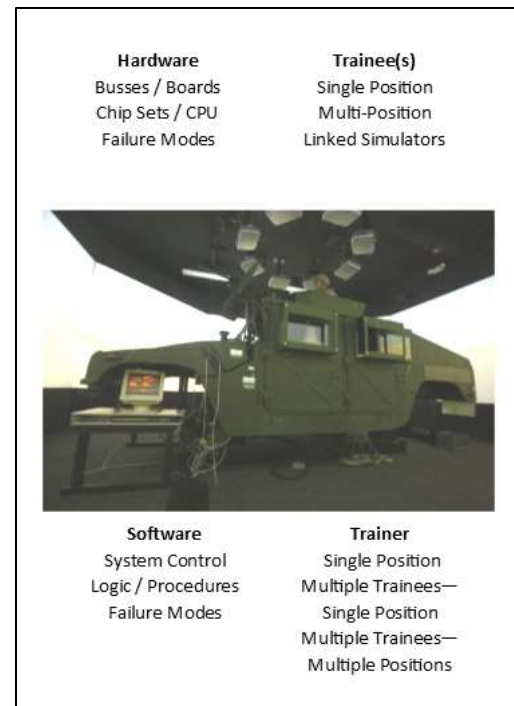 Hardware
Busses / Boards
Chip Sets / CPU
Failure Modes
Trainee(s)
Single Position
Multi-Position
Linked Simulators
Software
System Control
Logic / Procedures
Failure Modes
Trainer
Single Position
Multiple Trainees—
Single Position
Multiple Trainees—
Multiple Positions